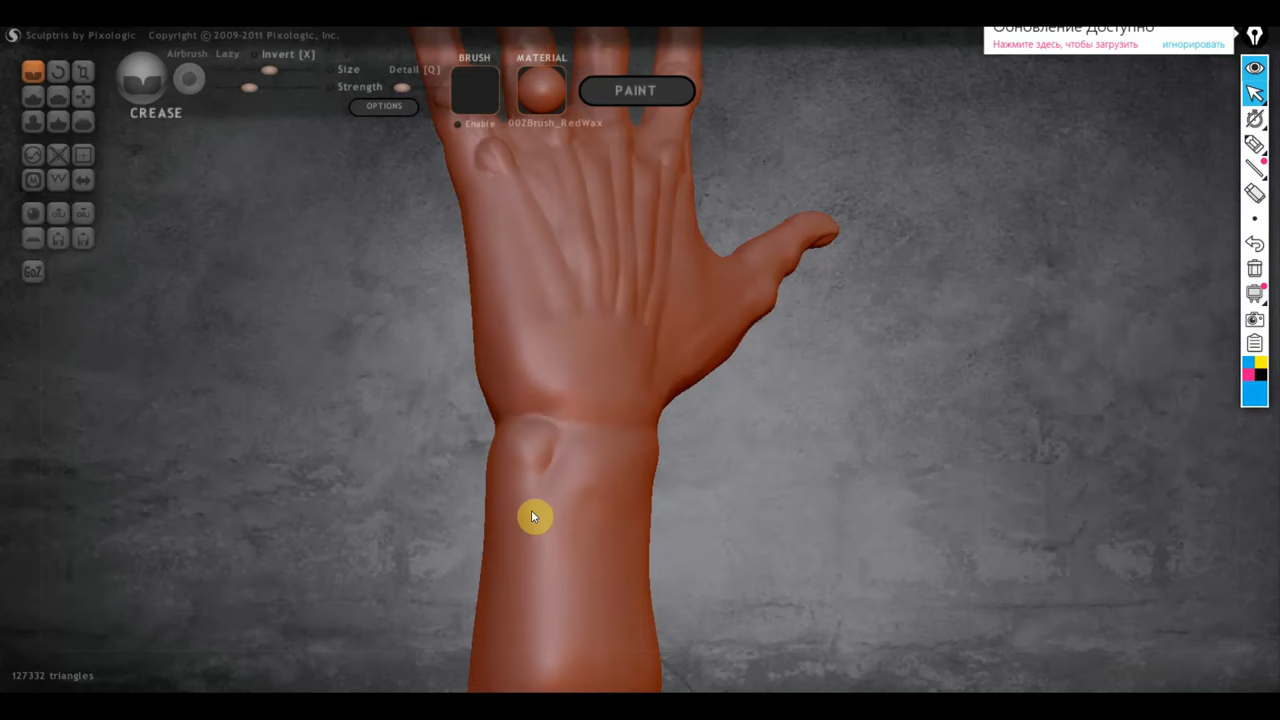 Sculptris by Pixologic Copyright © 2009-2011 Pixologic, Inc.
Обновление Доступно
Нажмите здесь, чтобы загрузить игнорировать
Airbrush Lazy Invert [X]
Size Detail [Q]
Strength
OPTIONS
CREASE
BRUSH MATERIAL
PAINT
Enable 00ZBrush_RedWax
GoZ
127332 triangles